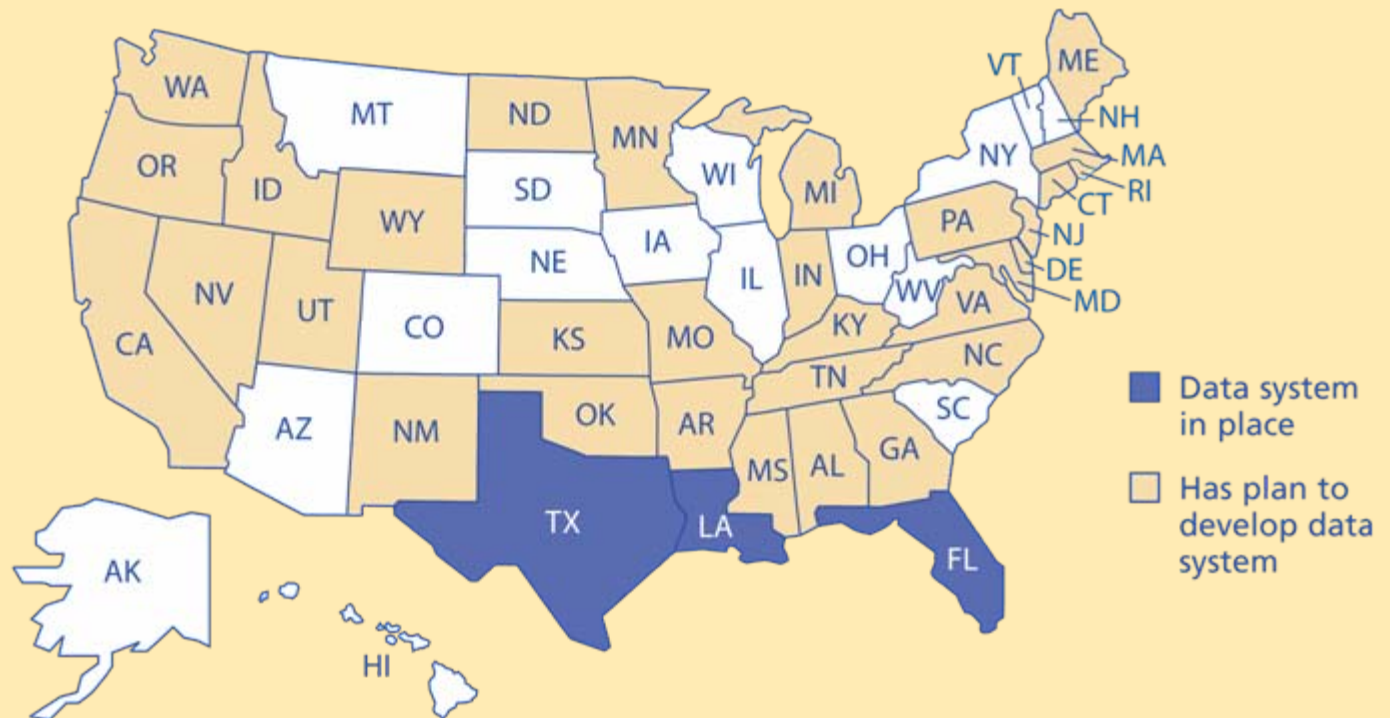 ME
VT
WA
MT
ND
NH
MN
OR
NY
MA
ID
SD
WI
MI
RI
WY
CT
PA
NJ
IA
NE
OH
DE
NV
UT
IL
IN
WV
MD
CO
VA
CA
KS
MO
KY
NC
TN
Data system
in place
AZ
NM
OK
AR
SC
MS
AL
GA
Has plan to
develop data
system
TX
LA
FL
AK
HI